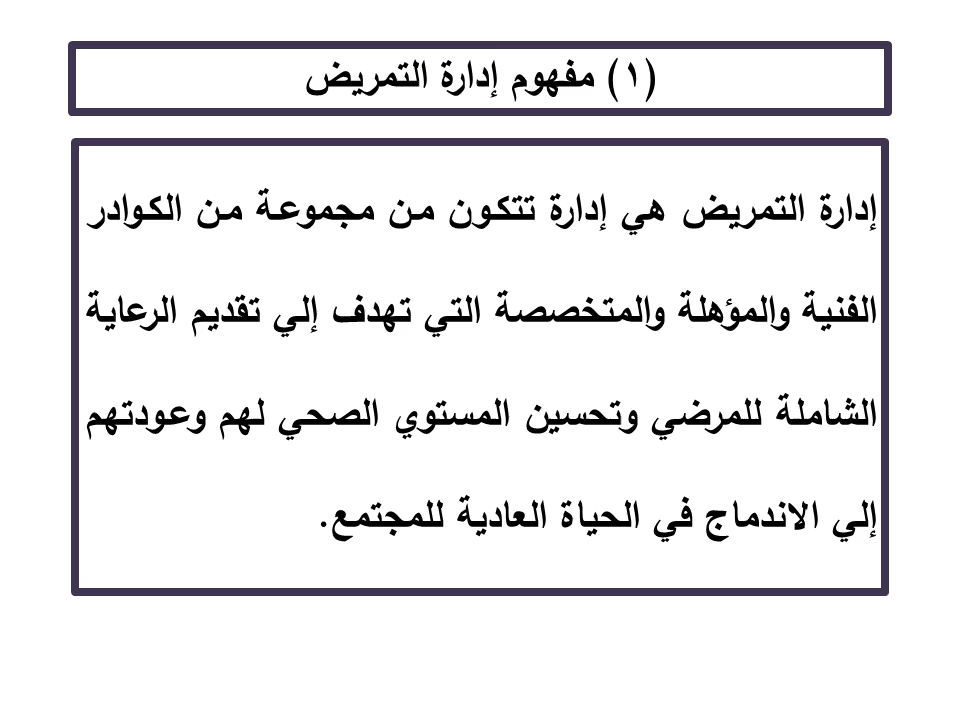 (١) مفهوم إدارة التمريض
إدارة التمريض هي إدارة تتكون من مجموعة من الكوادر
الفنية والمؤهلة والمتخصصة التي تهدف إلي تقديم الرعاية
الشاملة للمرضي وتحسين المستوي الصحي لهم وعودتهم
إلي الاندماج في الحياة العادية للمجتمع.